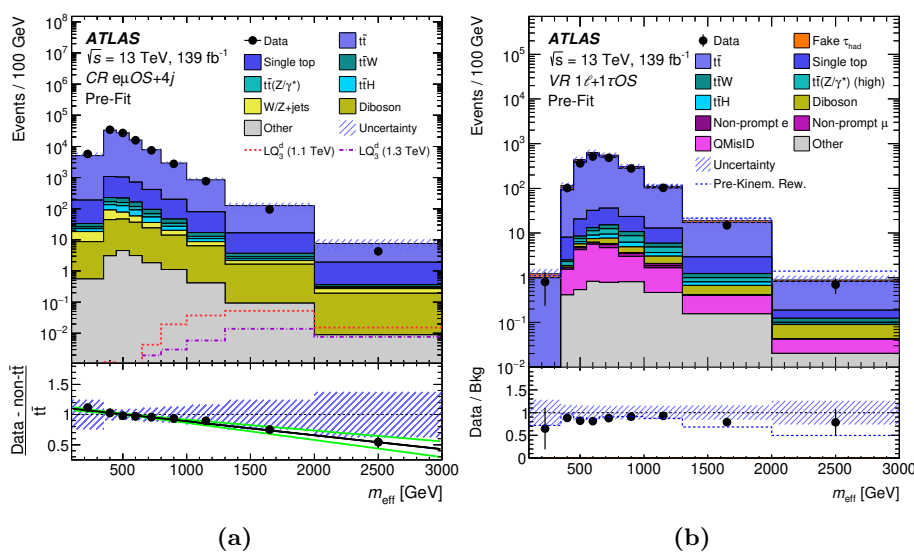 Events / 100 GeV
10⁸
10⁷
10⁶
10⁵
10⁴
10³
10²
10
1
10⁻¹
10⁻²
ATLAS
√s = 13 TeV, 139 fb⁻¹
CR eμOS+4j
Pre-Fit
Data
tt̄
Single top
tt̄W
tt̄(Z/γ*)
tt̄H
W/Z+jets
Diboson
Other
Uncertainty
LQ₃ᵈ (1.1 TeV)
LQ₃ᵈ (1.3 TeV)
Data - non-tt̄
tt̄
1.5
1
0.5
500 1000 1500 2000 2500 3000
m_eff [GeV]
(a)
Events / 100 GeV
10⁵
10⁴
10³
10²
10
1
10⁻¹
10⁻²
ATLAS
√s = 13 TeV, 139 fb⁻¹
VR 1ℓ+1τOS
Pre-Fit
Data
Fake τ_had
tt̄
Single top
tt̄W
tt̄(Z/γ*) (high)
tt̄H
Diboson
Non-prompt e
Non-prompt μ
QMisID
Other
Uncertainty
Pre-Kinem. Rew.
Data / Bkg
1.5
1
0.5
0
500 1000 1500 2000 2500 3000
m_eff [GeV]
(b)